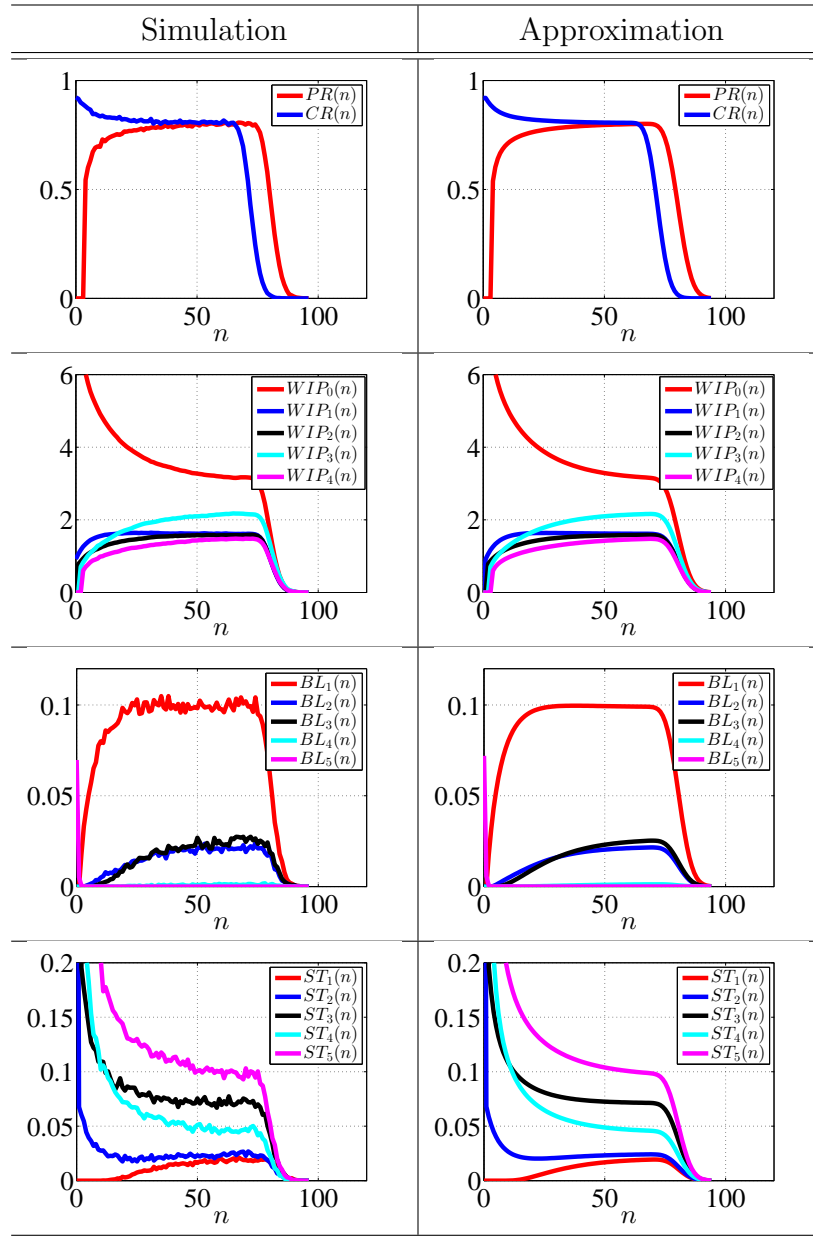 Simulation Approximation
1
0.5
0
0 50 100
n
PR(n)
CR(n)
1
0.5
0
0 50 100
n
PR(n)
CR(n)
6
4
2
0
0 50 100
n
WIP₀(n)
WIP₁(n)
WIP₂(n)
WIP₃(n)
WIP₄(n)
6
4
2
0
0 50 100
n
WIP₀(n)
WIP₁(n)
WIP₂(n)
WIP₃(n)
WIP₄(n)
0.1
0.05
0
0 50 100
n
BL₁(n)
BL₂(n)
BL₃(n)
BL₄(n)
BL₅(n)
0.1
0.05
0
0 50 100
n
BL₁(n)
BL₂(n)
BL₃(n)
BL₄(n)
BL₅(n)
0.2
0.15
0.1
0.05
0
0 50 100
n
ST₁(n)
ST₂(n)
ST₃(n)
ST₄(n)
ST₅(n)
0.2
0.15
0.1
0.05
0
0 50 100
n
ST₁(n)
ST₂(n)
ST₃(n)
ST₄(n)
ST₅(n)